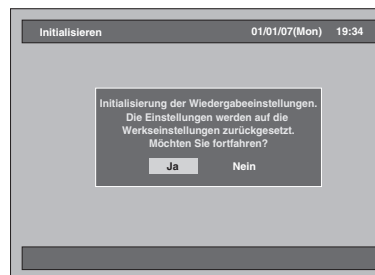 Initialisieren 01/01/07(Mon) 19:34
Initialisierung der Wiedergabeeinstellungen.
Die Einstellungen werden auf die
Werkseinstellungen zurückgesetzt.
Möchten Sie fortfahren?
Ja Nein